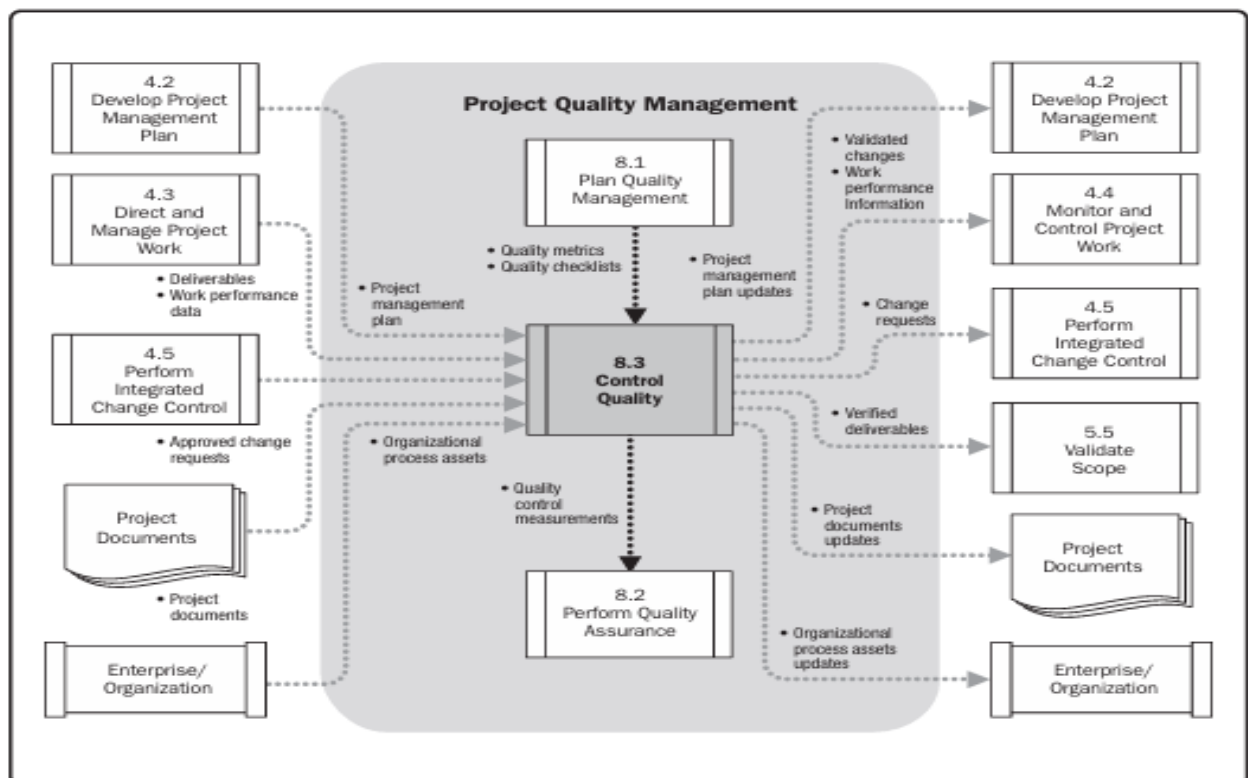 4.2
Develop Project
Management
Plan
4.3
Direct and
Manage Project
Work
• Deliverables
• Work performance
data
4.5
Perform
Integrated
Change Control
• Approved change
requests
Project
Documents
• Project
documents
Enterprise/
Organization
Project Quality Management
8.1
Plan Quality
Management
• Quality metrics
• Quality checklists
• Project
management
plan updates
• Project
management
plan
8.3
Control
Quality
• Organizational
process assets
• Quality
control
measurements
8.2
Perform Quality
Assurance
• Validated
changes
• Work
performance
Information
• Change
requests
• Verified
deliverables
• Project
documents
updates
• Organizational
process assets
updates
4.2
Develop Project
Management
Plan
4.4
Monitor and
Control Project
Work
4.5
Perform
Integrated
Change Control
5.5
Validate
Scope
Project
Documents
Enterprise/
Organization